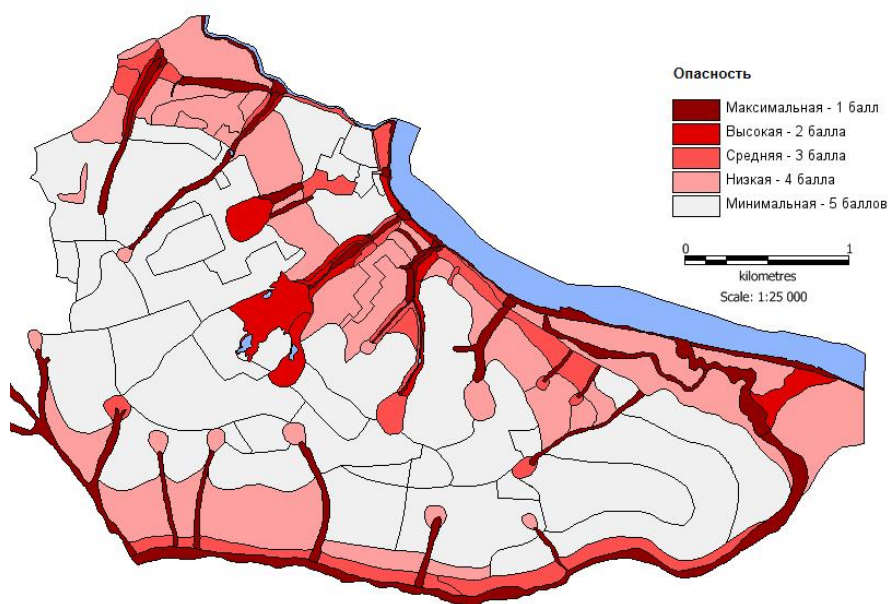 Опасность
Максимальная - 1 балл
Высокая - 2 балла
Средняя - 3 балла
Низкая - 4 балла
Минимальная - 5 баллов
0 1
kilometres
Scale: 1:25 000